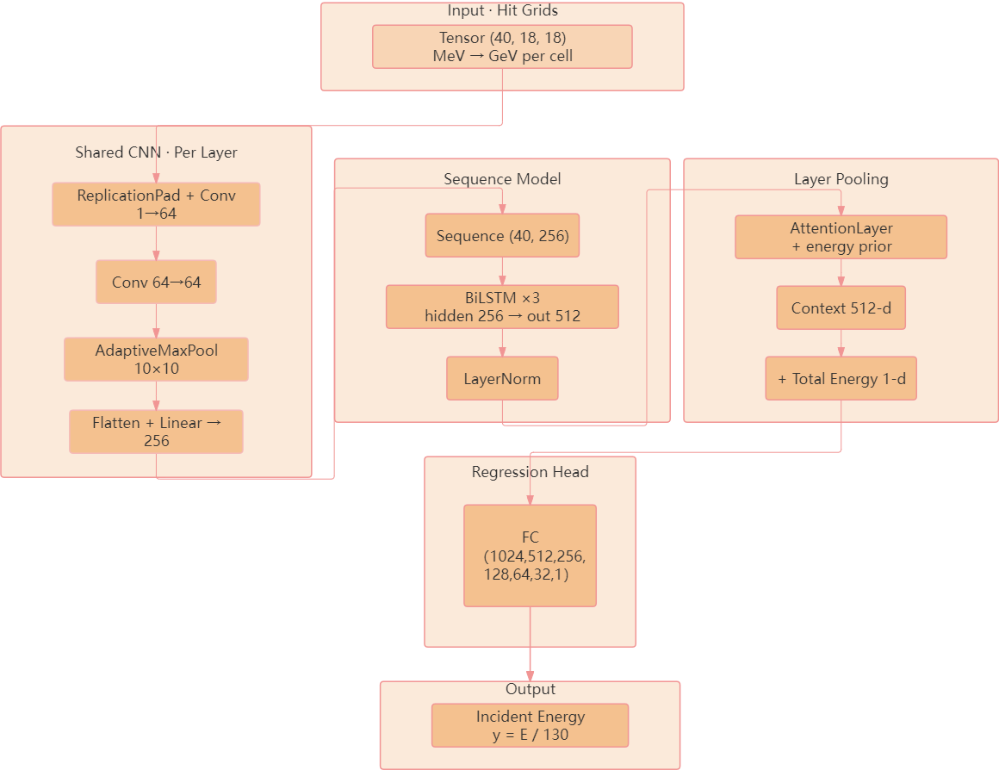 Input · Hit Grids
Tensor (40, 18, 18)
MeV → GeV per cell
Shared CNN · Per Layer
ReplicationPad + Conv
1→64
Conv 64→64
AdaptiveMaxPool
10×10
Flatten + Linear →
256
Sequence Model
Sequence (40, 256)
BiLSTM ×3
hidden 256 → out 512
LayerNorm
Layer Pooling
AttentionLayer
+ energy prior
Context 512-d
+ Total Energy 1-d
Regression Head
FC
(1024,512,256,
128,64,32,1)
Output
Incident Energy
y = E / 130